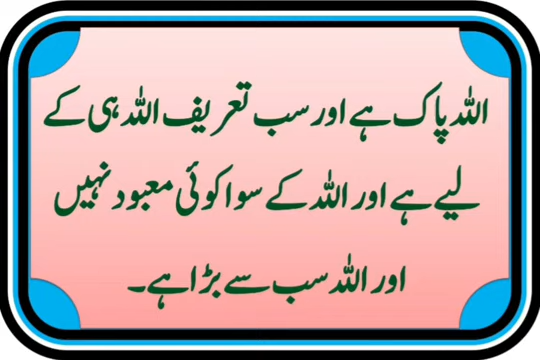 اللہ پاک ہے اور سب تعریف اللہ ہی کے
لیے ہے اور اللہ کے سوا کوئی معبود نہیں
اور اللہ سب سے بڑا ہے۔